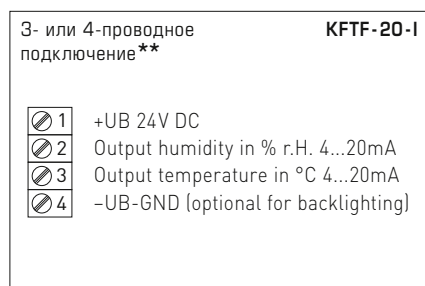 3- или 4-проводное KFTF-20-I
подключение**
1 +UB 24V DC
2 Output humidity in % r.H. 4...20mA
3 Output temperature in °C 4...20mA
4 –UB-GND (optional for backlighting)